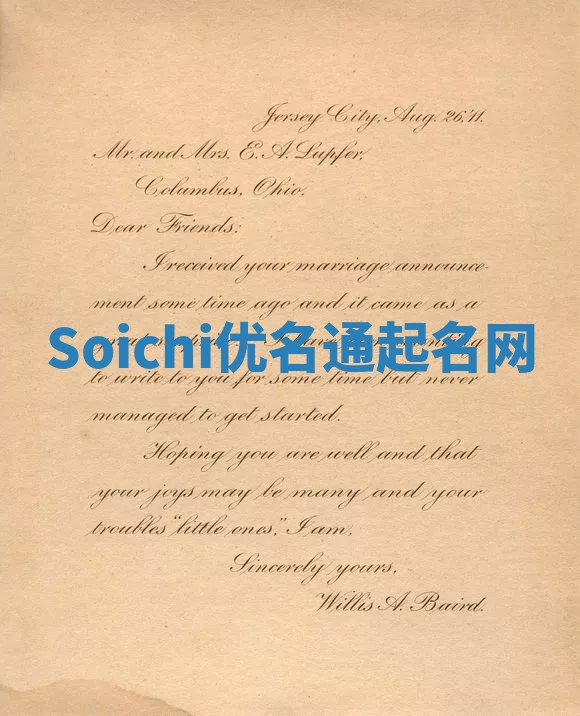 Jersey City, Aug. 26, '11.
Mr. and Mrs. E. A. Lupfer,
Columbus, Ohio.
Dear Friends:
I received your marriage announce-
ment some time ago and it came as a
Soichi优名通起名网
to write to you for some time but never
managed to get started.
Hoping you are well and that
your joys may be many and your
troubles "little ones," I am,
Sincerely yours,
Willis A. Baird.